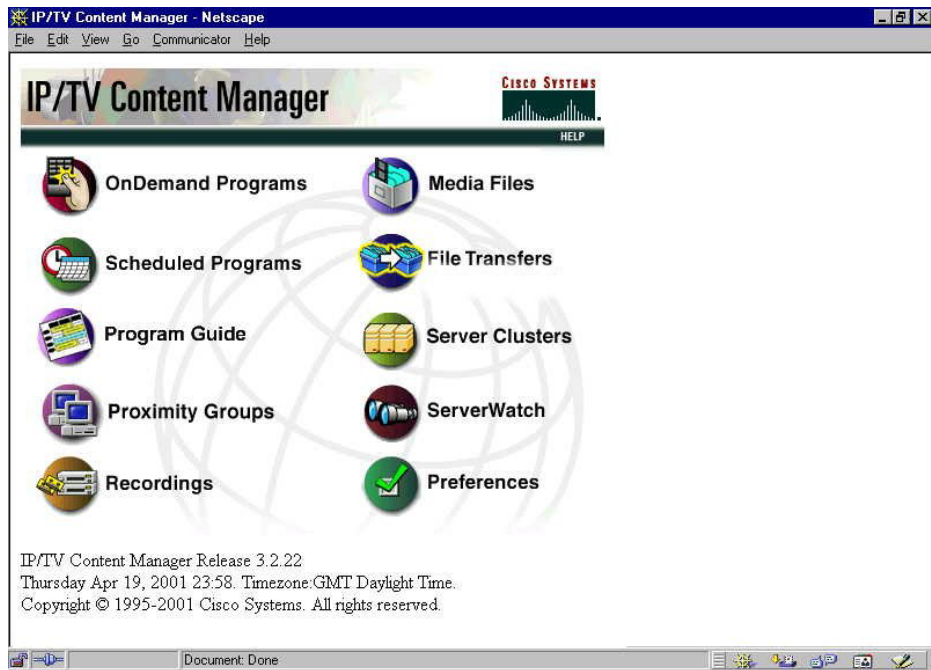 IP/TV Content Manager - Netscape
File Edit View Go Communicator Help
IP/TV Content Manager
CISCO SYSTEMS
HELP
OnDemand Programs
Media Files
Scheduled Programs
File Transfers
Program Guide
Server Clusters
Proximity Groups
ServerWatch
Recordings
Preferences
IP/TV Content Manager Release 3.2.22
Thursday Apr 19, 2001 23:58. Timezone:GMT Daylight Time.
Copyright © 1995-2001 Cisco Systems. All rights reserved.
Document: Done